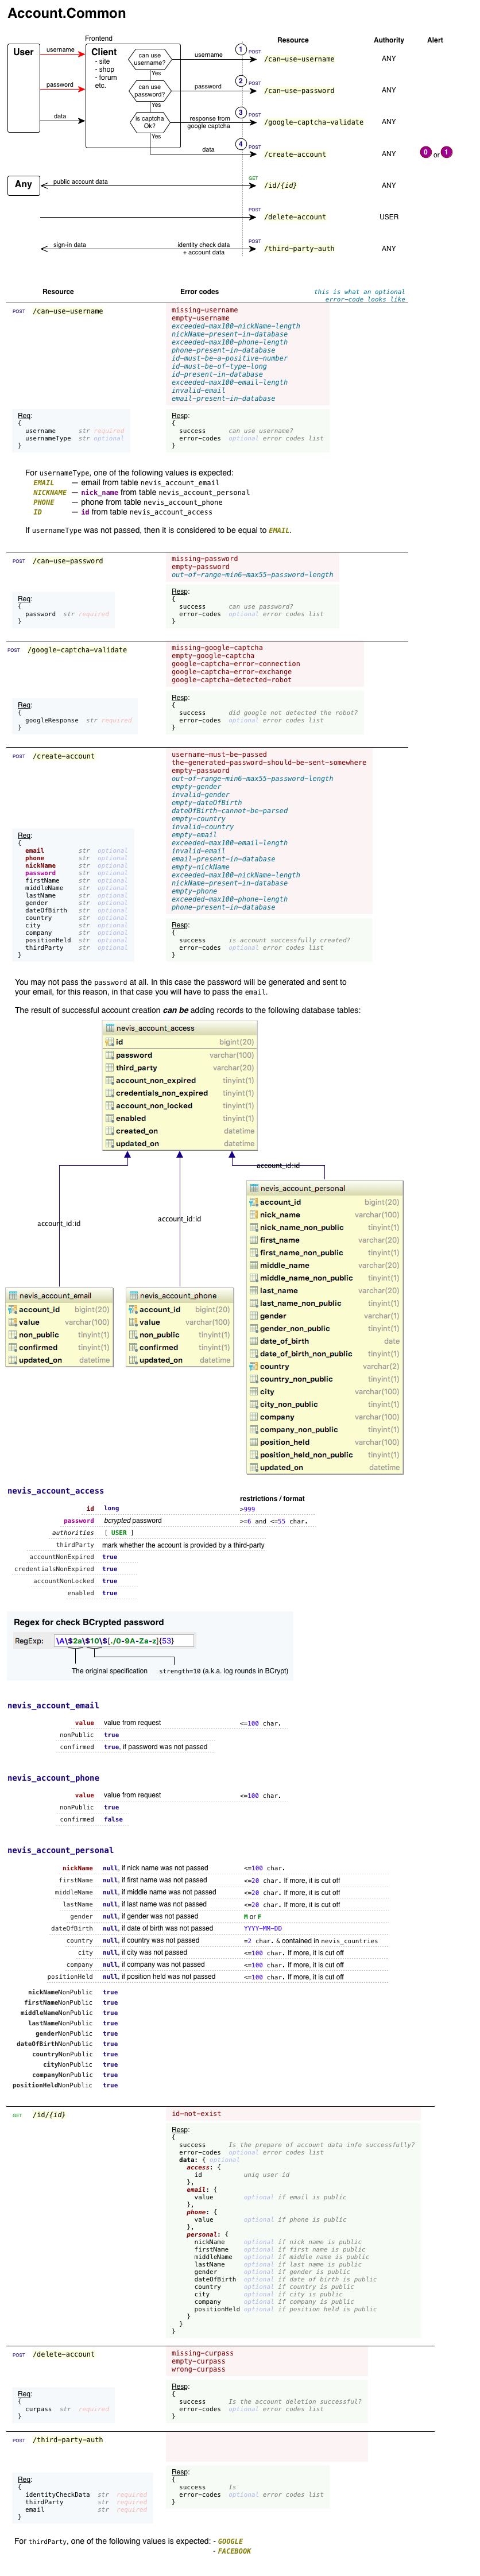 Account.Common
Frontend
Resource Authority Alert
User
username
Client
- site
- shop
- forum
etc.
can use
username?
username
1
POST
/can-use-username
ANY
Yes
password
can use
password?
password
2
POST
/can-use-password
ANY
Yes
data
is captcha
Ok?
response from
google captcha
3
POST
/google-captcha-validate
ANY
Yes
data
4
POST
/create-account
ANY
0 or 1
Any
public account data
GET
/id/{id}
ANY
POST
/delete-account
USER
sign-in data
identity check data
+ account data
POST
/third-party-auth
ANY
Resource Error codes this is what an optional
error-code looks like
POST /can-use-username
missing-username
empty-username
exceeded-max100-nickName-length
nickName-present-in-database
exceeded-max100-phone-length
phone-present-in-database
id-must-be-a-positive-number
id-must-be-of-type-long
id-present-in-database
exceeded-max100-email-length
invalid-email
email-present-in-database
Req:
{
username str required
usernameType str optional
}
Resp:
{
success can use username?
error-codes optional error codes list
}
For usernameType, one of the following values is expected:
EMAIL — email from table nevis_account_email
NICKNAME — nick_name from table nevis_account_personal
PHONE — phone from table nevis_account_phone
ID — id from table nevis_account_access
If usernameType was not passed, then it is considered to be equal to EMAIL.
POST /can-use-password
missing-password
empty-password
out-of-range-min6-max55-password-length
Req:
{
password str required
}
Resp:
{
success can use password?
error-codes optional error codes list
}
POST /google-captcha-validate
missing-google-captcha
empty-google-captcha
google-captcha-error-connection
google-captcha-error-exchange
google-captcha-detected-robot
Req:
{
googleResponse str required
}
Resp:
{
success did google not detected the robot?
error-codes optional error codes list
}
POST /create-account
username-must-be-passed
the-generated-password-should-be-sent-somewhere
empty-password
out-of-range-min6-max55-password-length
empty-gender
invalid-gender
empty-dateOfBirth
dateOfBirth-cannot-be-parsed
empty-country
invalid-country
empty-email
exceeded-max100-email-length
invalid-email
email-present-in-database
empty-nickName
exceeded-max100-nickName-length
nickName-present-in-database
empty-phone
exceeded-max100-phone-length
phone-present-in-database
Req:
{
email str optional
phone str optional
nickName str optional
password str optional
firstName str optional
middleName str optional
lastName str optional
gender str optional
dateOfBirth str optional
country str optional
city str optional
company str optional
positionHeld str optional
thirdParty str optional
}
Resp:
{
success is account successfully created?
error-codes optional error codes list
}
You may not pass the password at all. In this case the password will be generated and sent to
your email, for this reason, in that case you will have to pass the email.
The result of successful account creation can be adding records to the following database tables:
nevis_account_access
id bigint(20)
password varchar(100)
third_party varchar(20)
account_non_expired tinyint(1)
credentials_non_expired tinyint(1)
account_non_locked tinyint(1)
enabled tinyint(1)
created_on datetime
updated_on datetime
account_id:id
account_id:id
account_id:id
nevis_account_email
account_id bigint(20)
value varchar(100)
non_public tinyint(1)
confirmed tinyint(1)
updated_on datetime
nevis_account_phone
account_id bigint(20)
value varchar(100)
non_public tinyint(1)
confirmed tinyint(1)
updated_on datetime
nevis_account_personal
account_id bigint(20)
nick_name varchar(100)
nick_name_non_public tinyint(1)
first_name varchar(20)
first_name_non_public tinyint(1)
middle_name varchar(20)
middle_name_non_public tinyint(1)
last_name varchar(20)
last_name_non_public tinyint(1)
gender varchar(1)
gender_non_public tinyint(1)
date_of_birth date
date_of_birth_non_public tinyint(1)
country varchar(2)
country_non_public tinyint(1)
city varchar(100)
city_non_public tinyint(1)
company varchar(100)
company_non_public tinyint(1)
position_held varchar(100)
position_held_non_public tinyint(1)
updated_on datetime
nevis_account_access
restrictions / format
id long >999
password bcrypted password >=6 and <=55 char.
authorities [ USER ]
thirdParty mark whether the account is provided by a third-party
accountNonExpired true
credentialsNonExpired true
accountNonLocked true
enabled true
Regex for check BCrypted password
RegExp: \A\$2a\$10\$[./0-9A-Za-z]{53}
The original specification strength=10 (a.k.a. log rounds in BCrypt)
nevis_account_email
value value from request <=100 char.
nonPublic true
confirmed true, if password was not passed
nevis_account_phone
value value from request <=100 char.
nonPublic true
confirmed false
nevis_account_personal
nickName null, if nick name was not passed <=100 char.
firstName null, if first name was not passed <=20 char. If more, it is cut off
middleName null, if middle name was not passed <=20 char. If more, it is cut off
lastName null, if last name was not passed <=20 char. If more, it is cut off
gender null, if gender was not passed M or F
dateOfBirth null, if date of birth was not passed YYYY-MM-DD
country null, if country was not passed =2 char. & contained in nevis_countries
city null, if city was not passed <=100 char. If more, it is cut off
company null, if company was not passed <=100 char. If more, it is cut off
positionHeld null, if position held was not passed <=100 char. If more, it is cut off
nickNameNonPublic true
firstNameNonPublic true
middleNameNonPublic true
lastNameNonPublic true
genderNonPublic true
dateOfBirthNonPublic true
countryNonPublic true
cityNonPublic true
companyNonPublic true
positionHeldNonPublic true
GET /id/{id}
id-not-exist
Resp:
{
success Is the prepare of account data info successfully?
error-codes optional error codes list
data: { optional
access: {
id uniq user id
},
email: {
value optional if email is public
},
phone: {
value optional if phone is public
},
personal: {
nickName optional if nick name is public
firstName optional if first name is public
middleName optional if middle name is public
lastName optional if last name is public
gender optional if gender is public
dateOfBirth optional if date of birth is public
country optional if country is public
city optional if city is public
company optional if company is public
positionHeld optional if position held is public
}
}
}
POST /delete-account
missing-curpass
empty-curpass
wrong-curpass
Req:
{
curpass str required
}
Resp:
{
success Is the account deletion successful?
error-codes optional error codes list
}
POST /third-party-auth
Req:
{
identityCheckData str required
thirdParty str required
email str required
}
Resp:
{
success Is
error-codes optional error codes list
}
For thirdParty, one of the following values is expected: - GOOGLE
- FACEBOOK